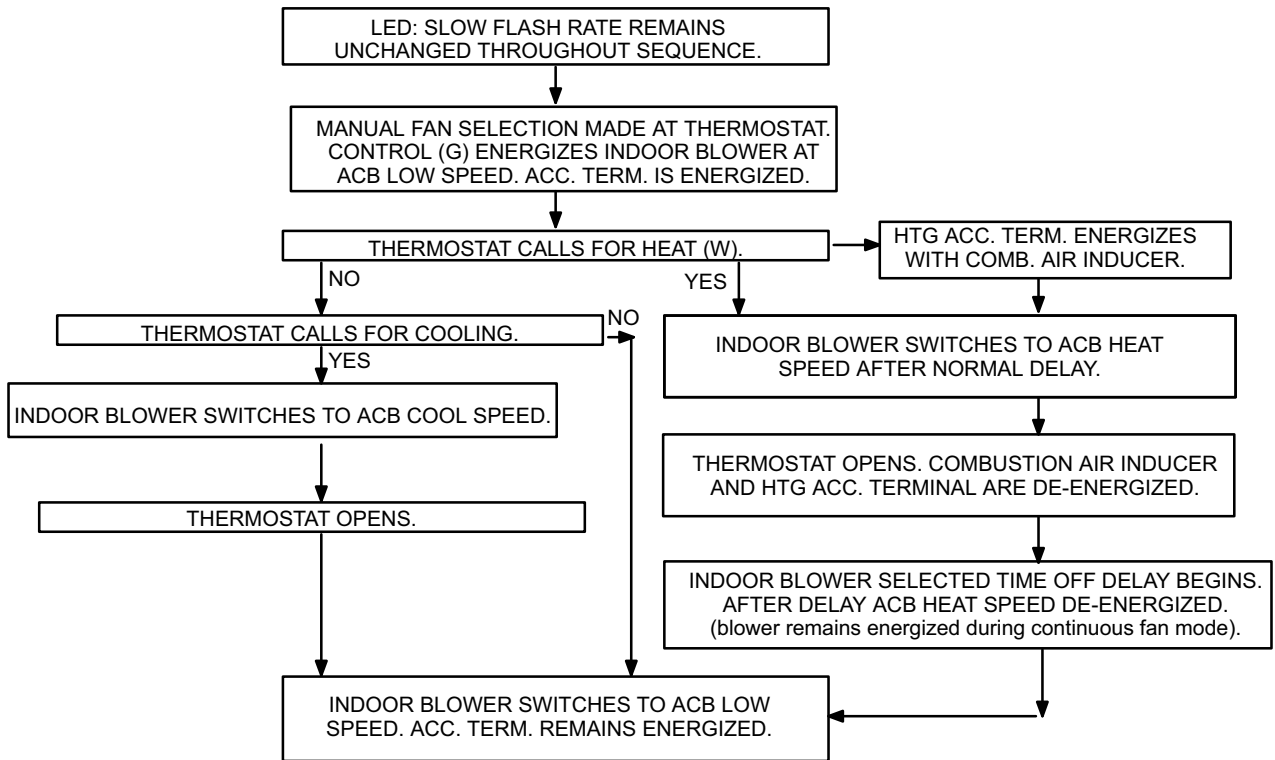 LED: SLOW FLASH RATE REMAINS
UNCHANGED THROUGHOUT SEQUENCE.
MANUAL FAN SELECTION MADE AT THERMOSTAT.
CONTROL (G) ENERGIZES INDOOR BLOWER AT
ACB LOW SPEED. ACC. TERM. IS ENERGIZED.
THERMOSTAT CALLS FOR HEAT (W).
HTG ACC. TERM. ENERGIZES
WITH COMB. AIR INDUCER.
NO
YES
THERMOSTAT CALLS FOR COOLING.
NO
YES
INDOOR BLOWER SWITCHES TO ACB HEAT
SPEED AFTER NORMAL DELAY.
INDOOR BLOWER SWITCHES TO ACB COOL SPEED.
THERMOSTAT OPENS. COMBUSTION AIR INDUCER
AND HTG ACC. TERMINAL ARE DE-ENERGIZED.
THERMOSTAT OPENS.
INDOOR BLOWER SELECTED TIME OFF DELAY BEGINS.
AFTER DELAY ACB HEAT SPEED DE-ENERGIZED.
(blower remains energized during continuous fan mode).
INDOOR BLOWER SWITCHES TO ACB LOW
SPEED. ACC. TERM. REMAINS ENERGIZED.